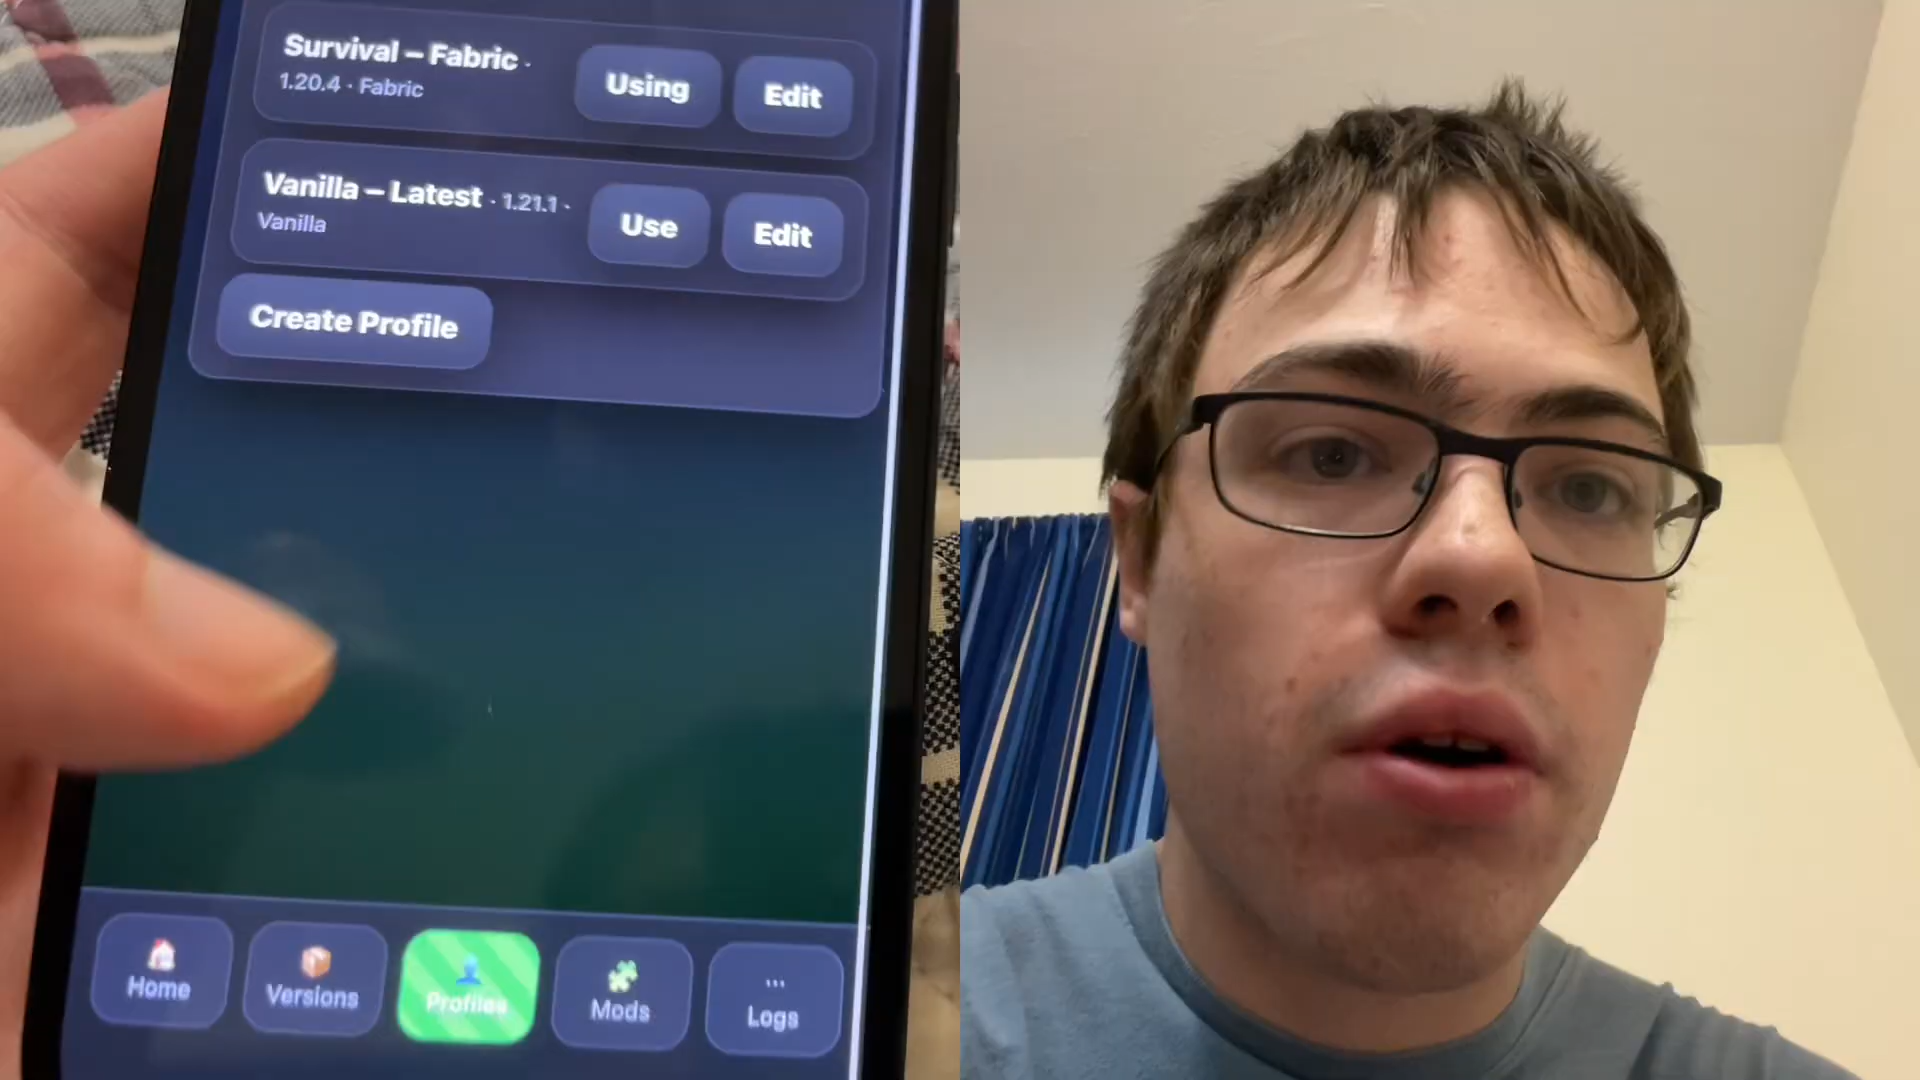 Survival – Fabric ·
1.20.4 · Fabric
Using
Edit
Vanilla – Latest · 1.21.1 ·
Vanilla
Use
Edit
Create Profile
Home
Versions
Profiles
Mods
Logs